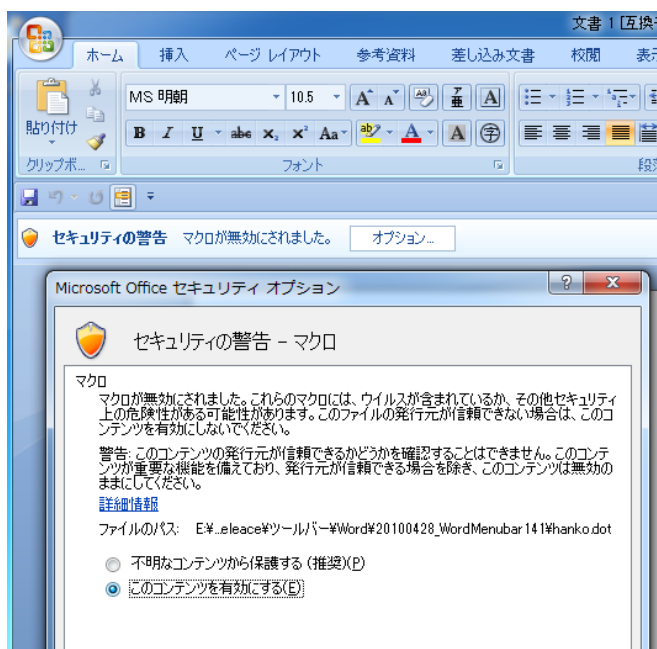 文書 1 [互換
ホーム 挿入 ページ レイアウト 参考資料 差し込み文書 校閲 表示
MS 明朝 10.5
貼り付け
B I U abe x₂ x² Aa ab A A 字
クリップボ... フォント 段落
セキュリティの警告 マクロが無効にされました。 オプション...
Microsoft Office セキュリティ オプション
セキュリティの警告 - マクロ
マクロ
マクロが無効にされました。これらのマクロには、ウイルスが含まれているか、その他セキュリティ
上の危険性がある可能性があります。このファイルの発行元が信頼できない場合は、このコ
ンテンツを有効にしないでください。
警告: このコンテンツの発行元が信頼できるかどうかを確認することはできません。このコンテ
ンツが重要な機能を備えており、発行元が信頼できる場合を除き、このコンテンツは無効の
ままにしてください。
詳細情報
ファイルのパス: E:¥...eleace¥ツールバー¥Word¥20100428_WordMenubar141¥hanko.dot
不明なコンテンツから保護する (推奨)(P)
このコンテンツを有効にする(E)